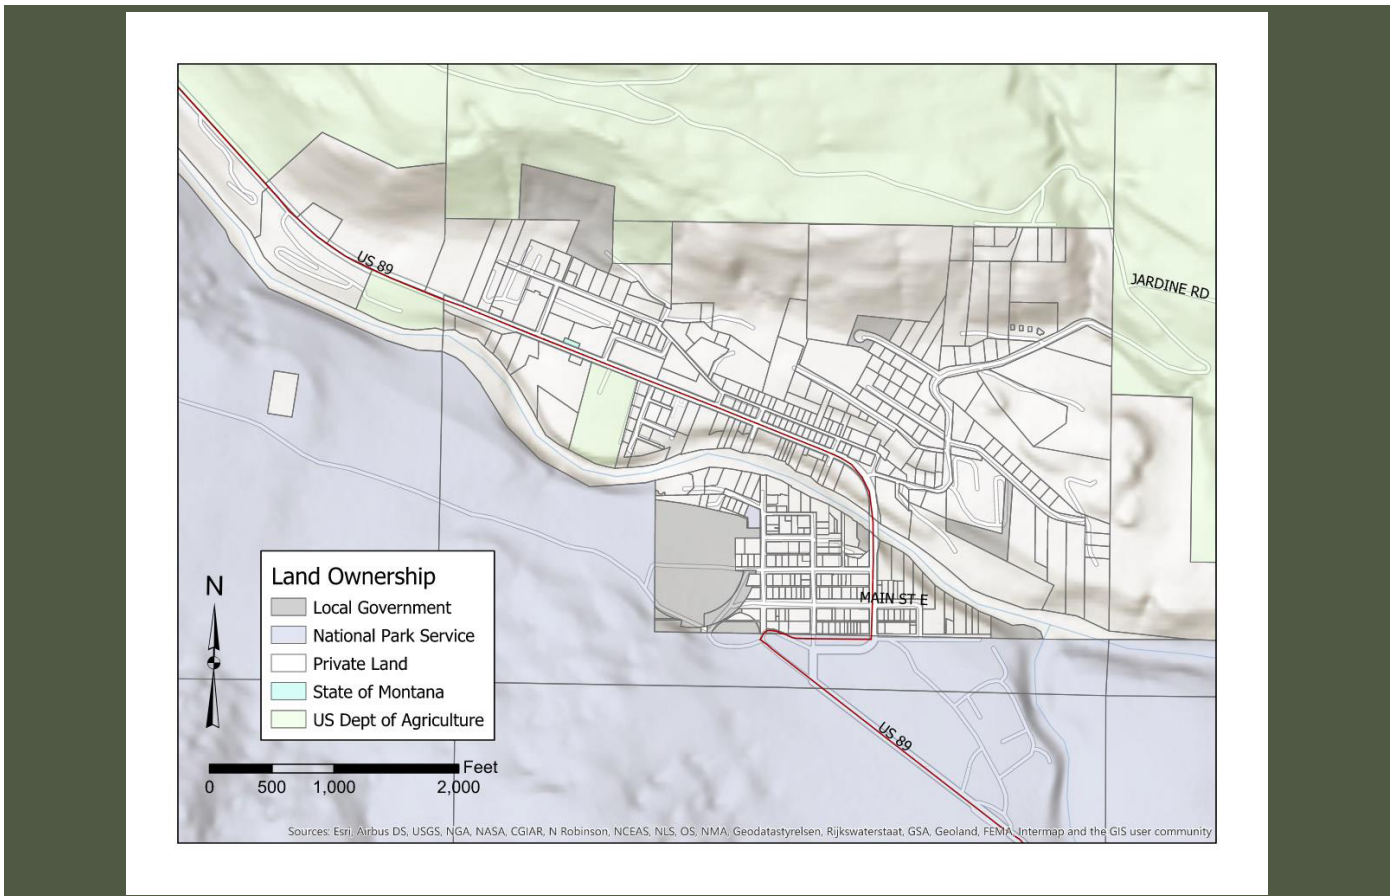 US 89
JARDINE RD
MAIN ST E
US 89
N
Land Ownership
Local Government
National Park Service
Private Land
State of Montana
US Dept of Agriculture
Feet
0 500 1,000 2,000
Sources: Esri, Airbus DS, USGS, NGA, NASA, CGIAR, N Robinson, NCEAS, NLS, OS, NMA, Geodatastyrelsen, Rijkswaterstaat, GSA, Geoland, FEMA, Intermap and the GIS user community